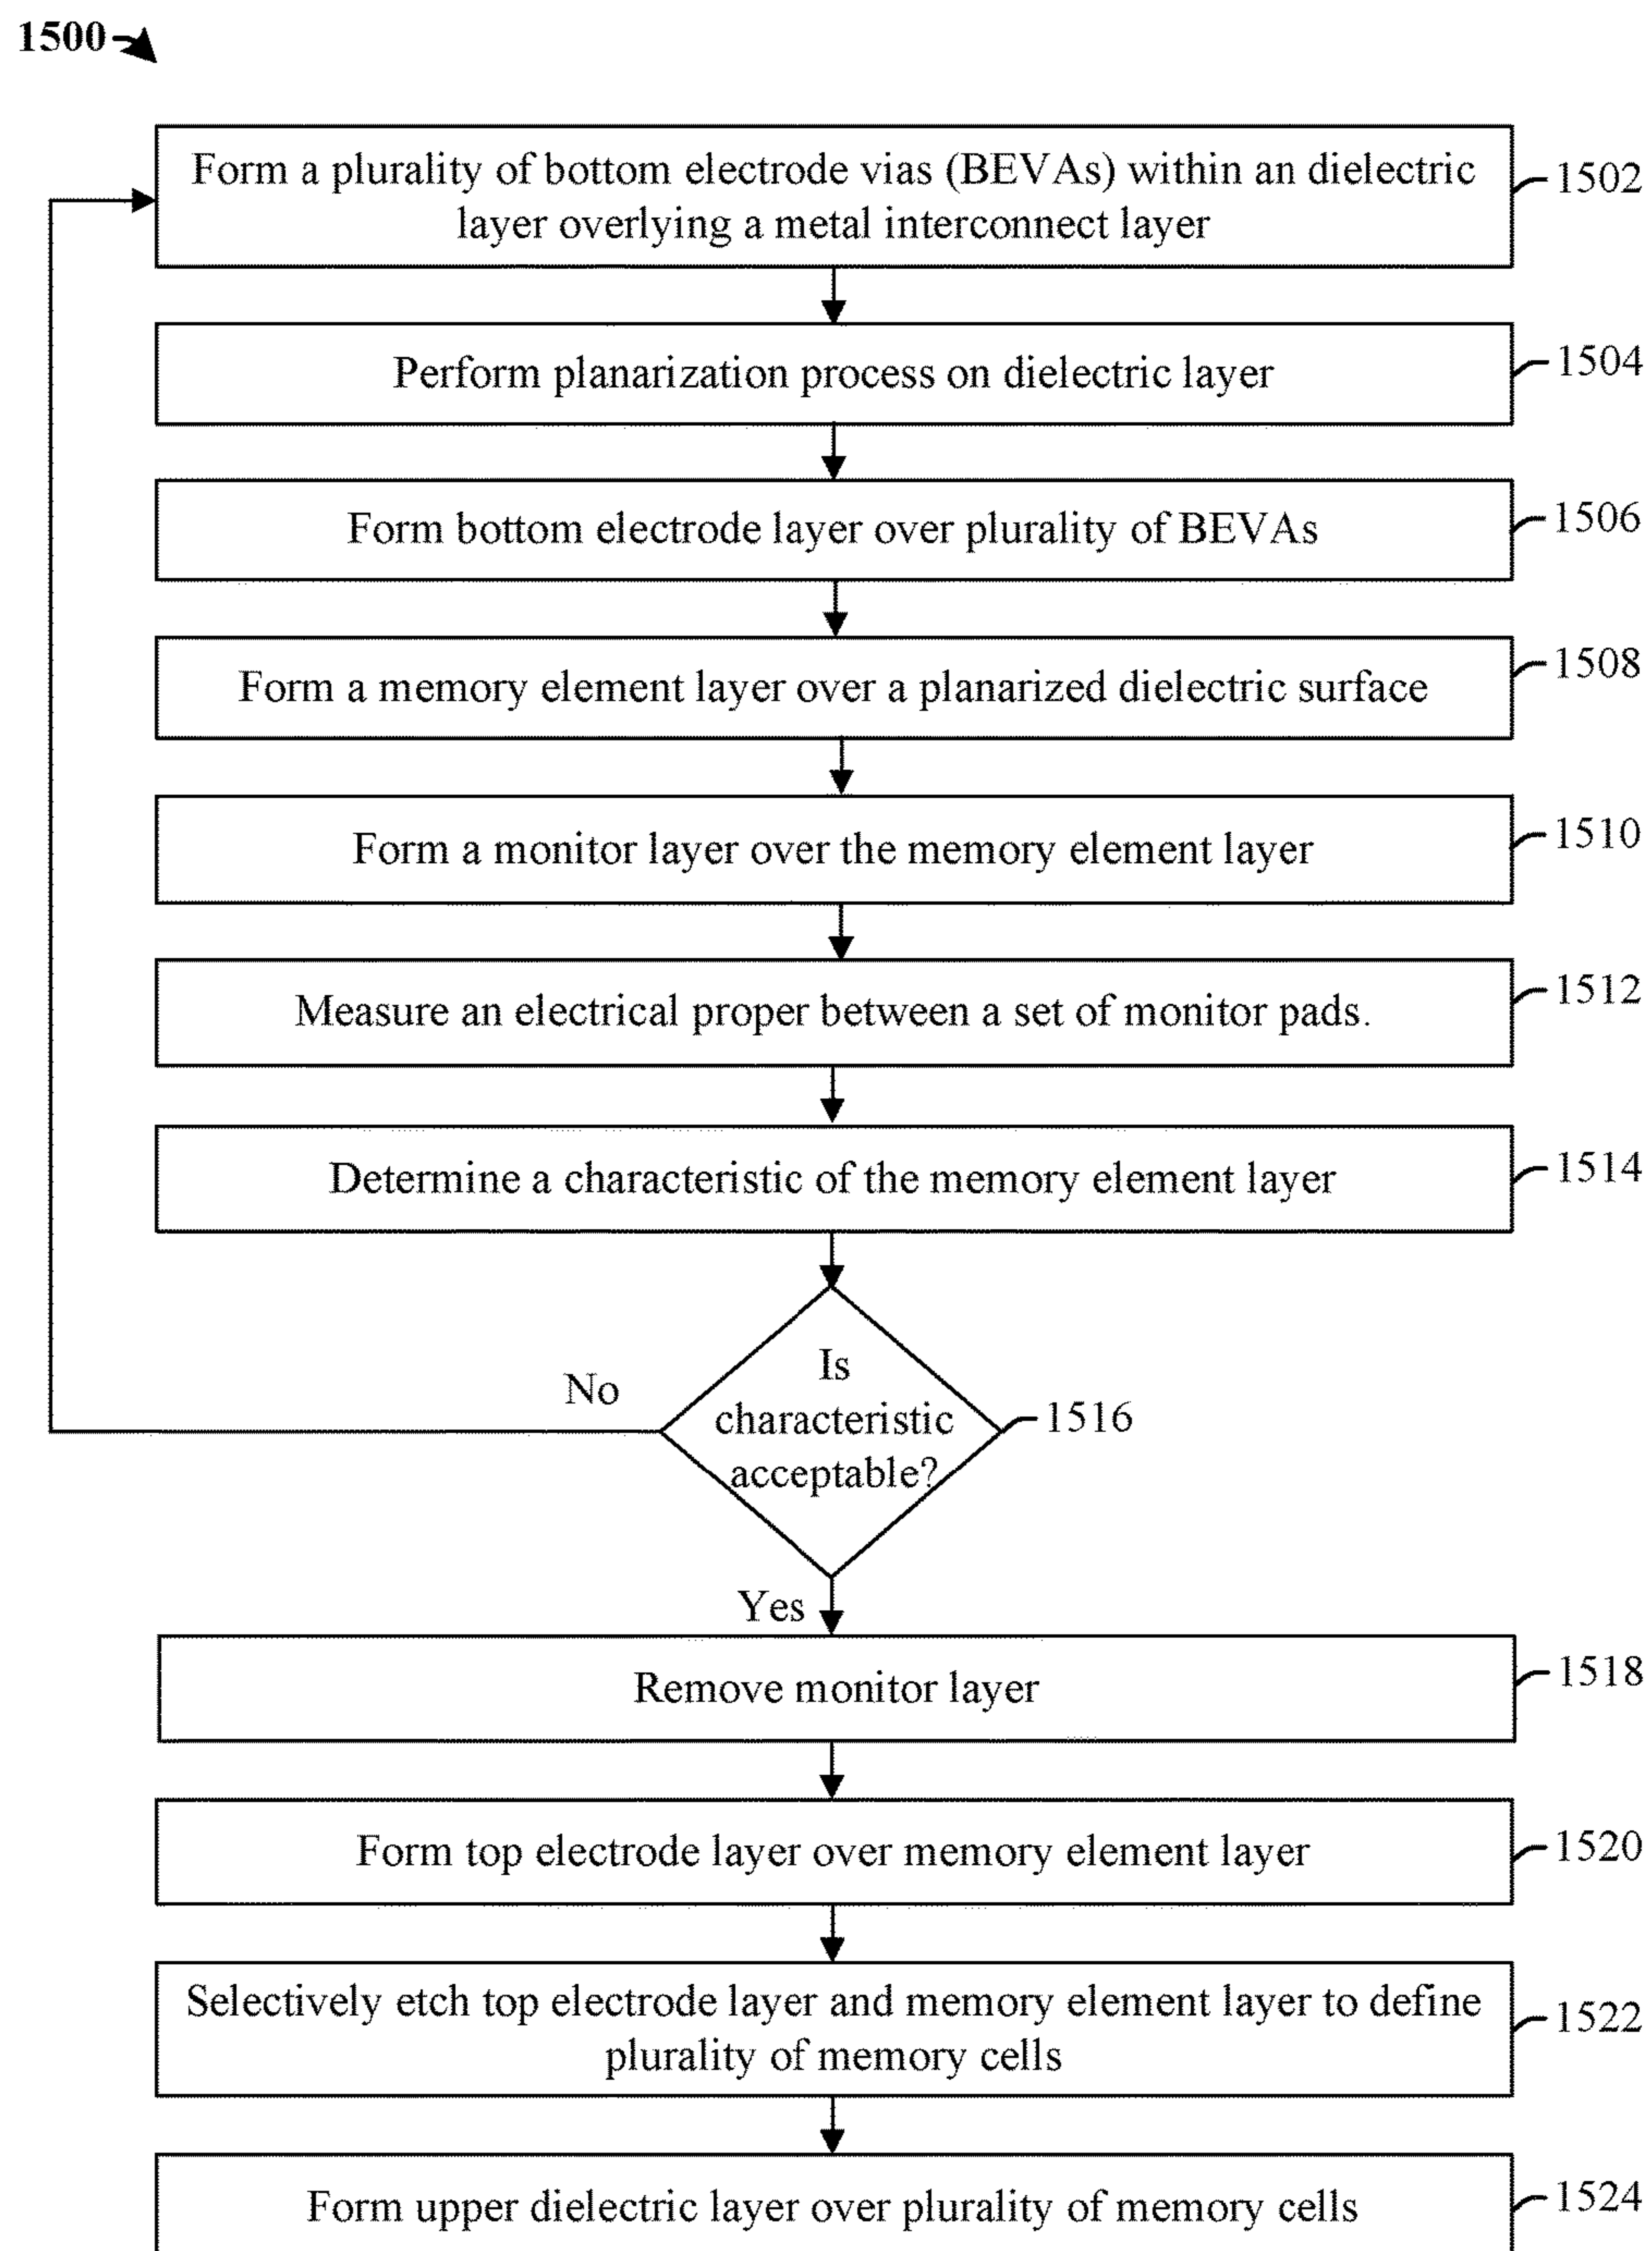 1500
Form a plurality of bottom electrode vias (BEVAs) within an dielectric
layer overlying a metal interconnect layer
1502
Perform planarization process on dielectric layer
1504
Form bottom electrode layer over plurality of BEVAs
1506
Form a memory element layer over a planarized dielectric surface
1508
Form a monitor layer over the memory element layer
1510
Measure an electrical proper between a set of monitor pads.
1512
Determine a characteristic of the memory element layer
1514
Is
characteristic
acceptable?
1516
No
Yes
Remove monitor layer
1518
Form top electrode layer over memory element layer
1520
Selectively etch top electrode layer and memory element layer to define
plurality of memory cells
1522
Form upper dielectric layer over plurality of memory cells
1524